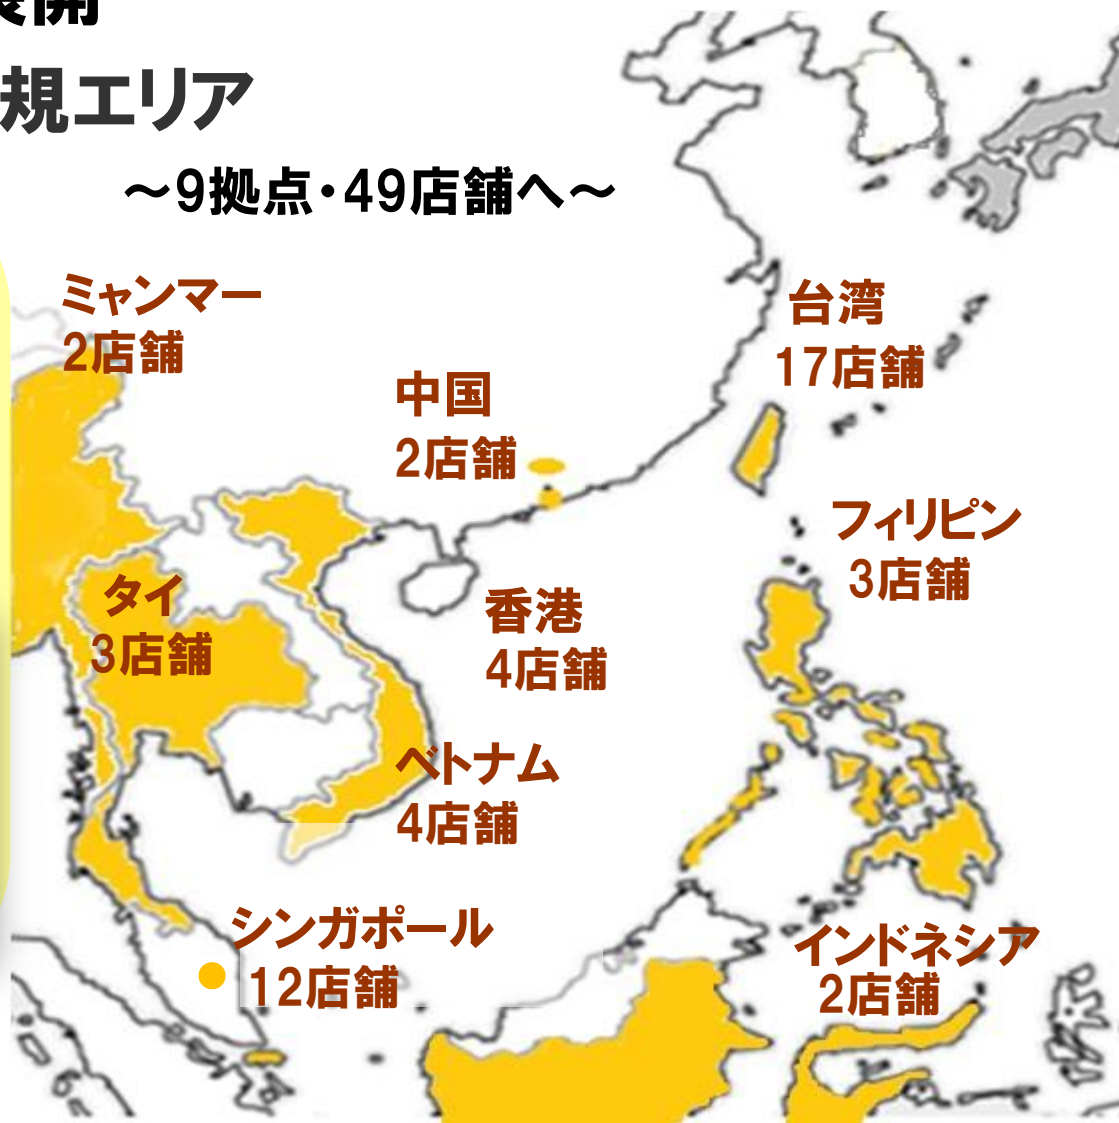 開
規エリア
～9拠点・49店舗へ～
ミャンマー
2店舗
台湾
17店舗
中国
2店舗
フィリピン
3店舗
タイ
3店舗
香港
4店舗
ベトナム
4店舗
シンガポール
12店舗
インドネシア
2店舗